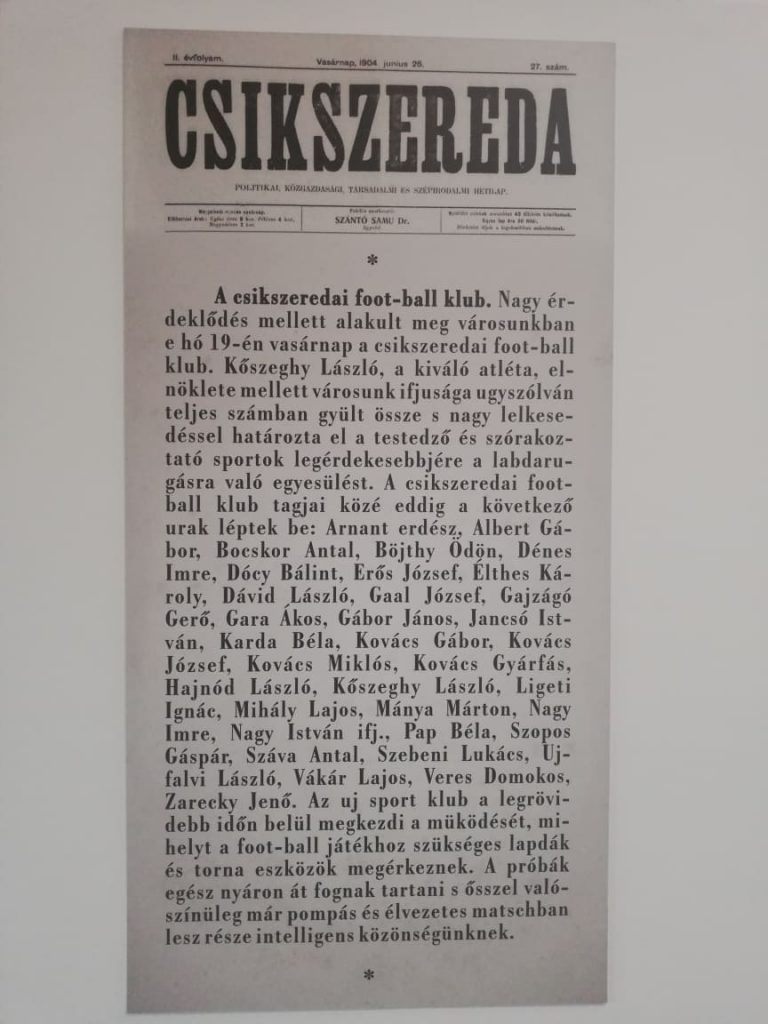 II. évfolyam. Vasárnap, 1904 junius 26. 27. szám.
CSIKSZEREDA
POLITIKAI, KÖZGAZDASÁGI, TÁRSADALMI ÉS SZÉPIRODALMI HETILAP.
SZÁNTÓ SAMU Dr.
*
A csikszeredai foot-ball klub. Nagy ér-
deklődés mellett alakult meg városunkban
e hó 19-én vasárnap a csikszeredai foot-ball
klub. Kőszeghy László, a kiváló atléta, el-
nöklete mellett városunk ifjusága ugyszólván
teljes számban gyült össze s nagy lelkese-
déssel határozta el a testedző és szórakoz-
tató sportok legérdekesebbjére a labdaru-
gásra való egyesülést. A csikszeredai foot-
ball klub tagjai közé eddig a következő
urak léptek be: Arnant erdész, Albert Gá-
bor, Bocskor Antal, Böjthy Ödön, Dénes
Imre, Dócy Bálint, Erős József, Élthes Ká-
roly, Dávid László, Gaal József, Gajzágó
Gerő, Gara Ákos, Gábor János, Jancsó Ist-
ván, Karda Béla, Kovács Gábor, Kovács
József, Kovács Miklós, Kovács Gyárfás,
Hajnód László, Kőszeghy László, Ligeti
Ignác, Mihály Lajos, Mánya Márton, Nagy
Imre, Nagy István ifj., Pap Béla, Szopos
Gáspár, Száva Antal, Szebeni Lukács, Uj-
falvi László, Vákár Lajos, Veres Domokos,
Zarecky Jenő. Az uj sport klub a legrövi-
debb időn belül megkezdi a müködését, mi-
helyt a foot-ball játékhoz szükséges lapdák
és torna eszközök megérkeznek. A próbák
egész nyáron át fognak tartani s ősszel való-
színüleg már pompás és élvezetes matschban
lesz része intelligens közönségünknek.
*